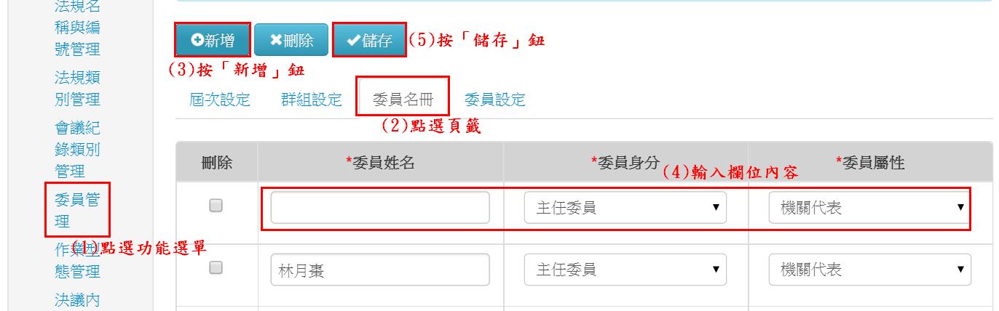 法規名
稱與編
號管理
法規類
別管理
會議紀
錄類別
管理
委員管
理
(1)點選功能選單
作業型
態管理
決議內
新增 刪除 儲存 (5)按「儲存」鈕
(3)按「新增」鈕
屆次設定 群組設定 委員名冊 委員設定
(2)點選頁籤
刪除 *委員姓名 *委員身分 *委員屬性
(4)輸入欄位內容
主任委員 機關代表
林月棗 主任委員 機關代表